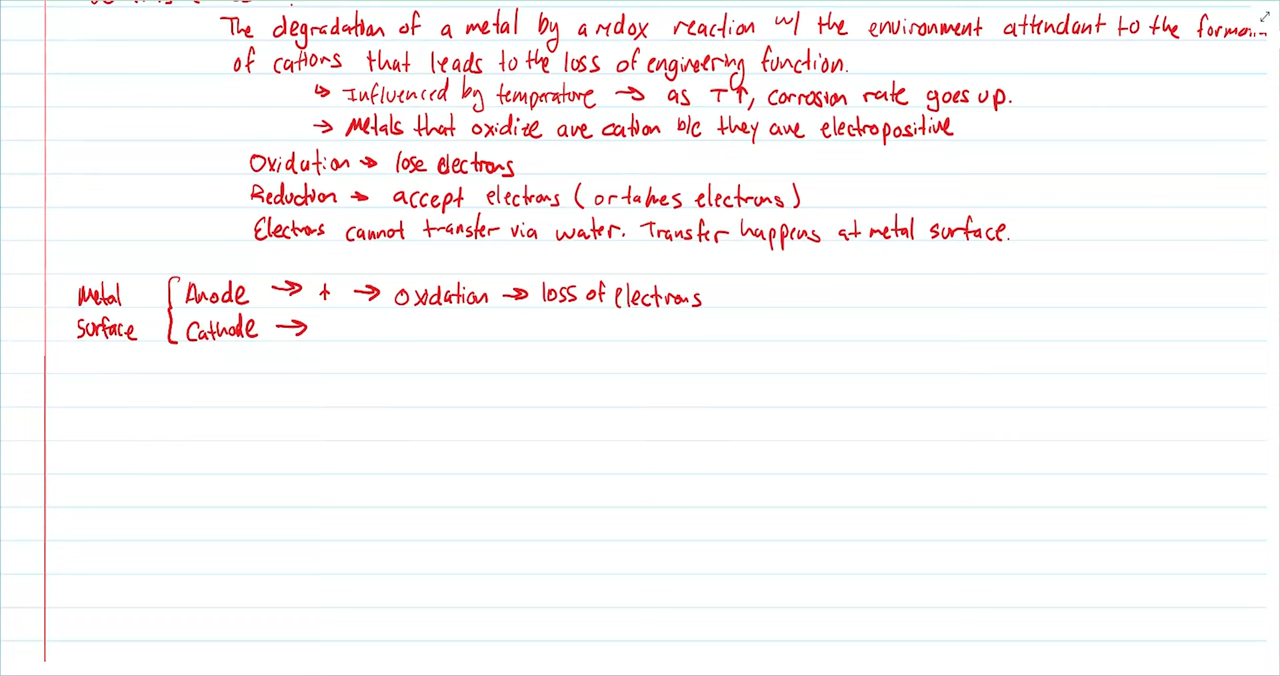 The degradation of a metal by a redox reaction w/ the environment attendant to the
of cations that leads to the loss of engineering function.
↳ Influenced by temperature → as T↑, corrosion rate goes up.
→ Metals that oxidize are cation b/c they are electropositive
Oxidation → lose electrons
Reduction → accept electrons (or takes electrons)
Electrons cannot transfer via water. Transfer happens at metal surface.
Metal { Anode → + → Oxidation → loss of electrons
Surface { Cathode →